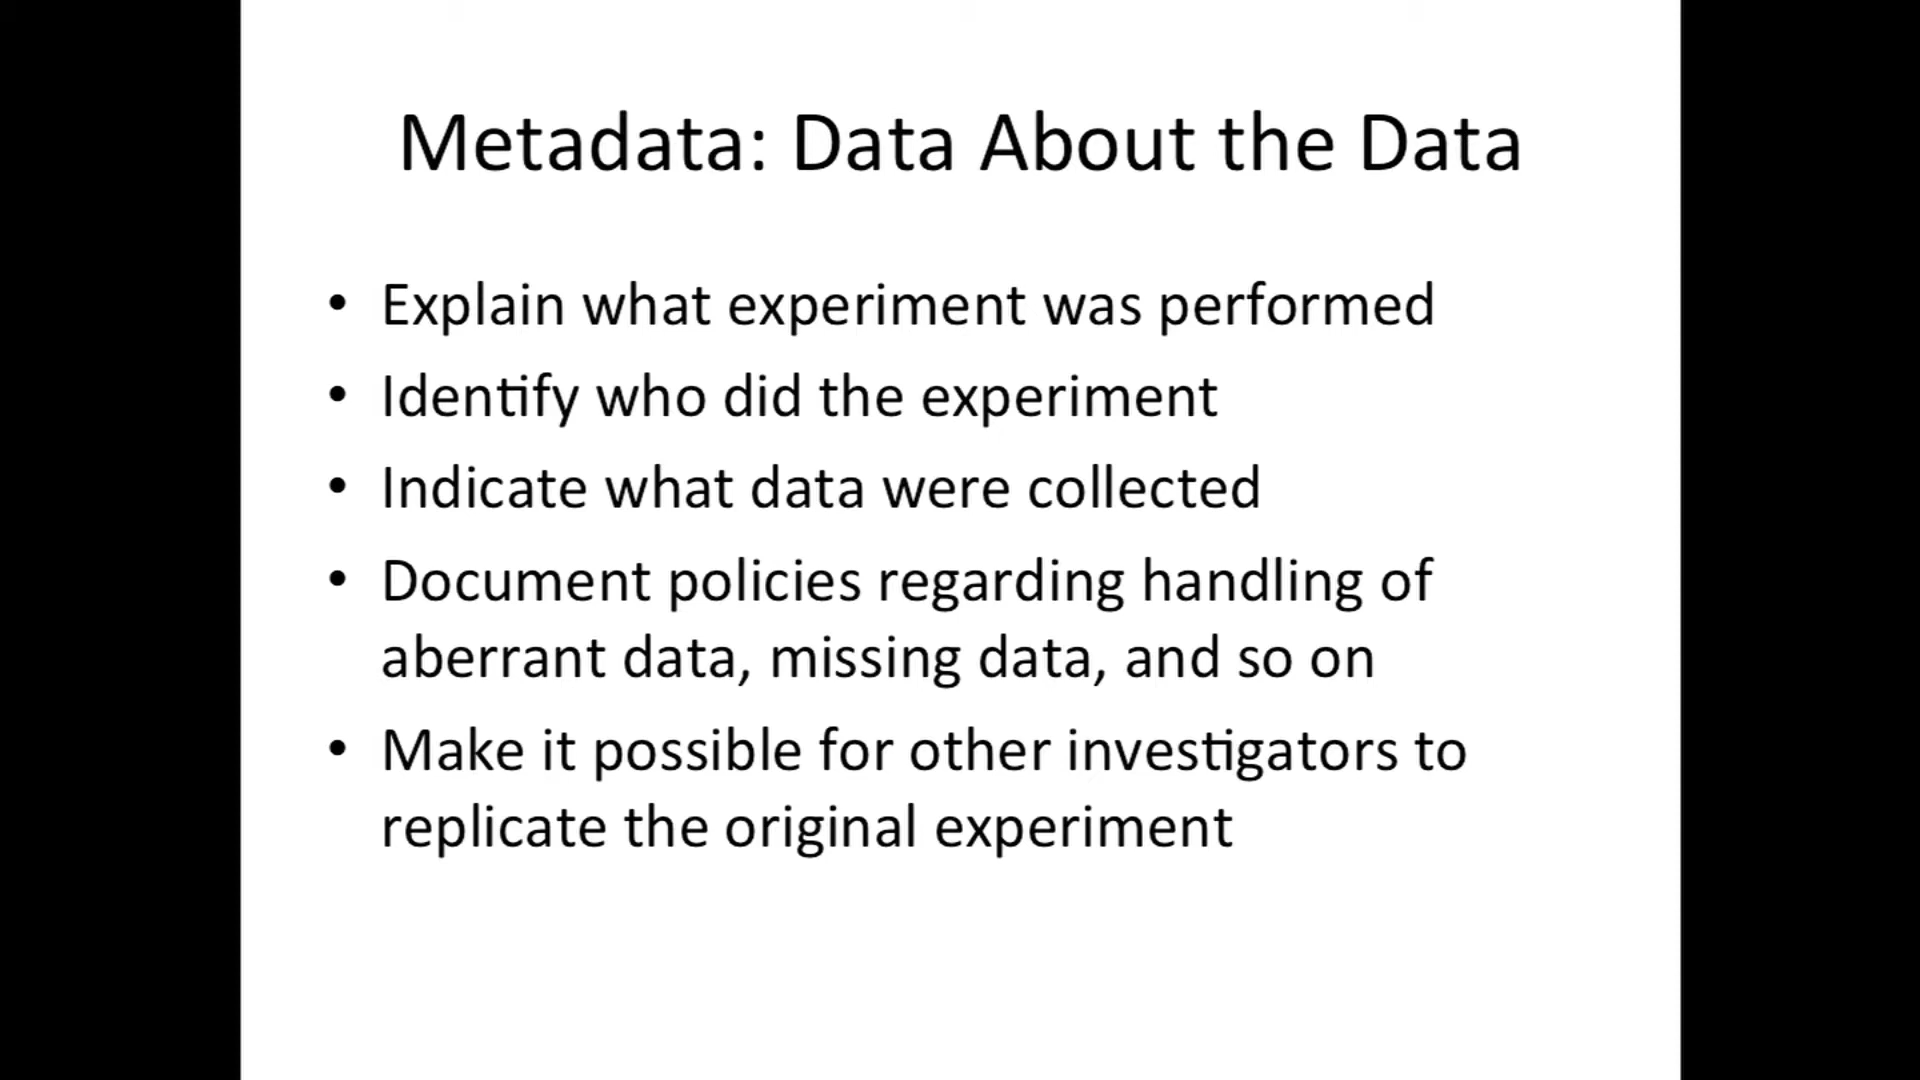 Metadata: Data About the Data
• Explain what experiment was performed
• Identify who did the experiment
• Indicate what data were collected
• Document policies regarding handling of
aberrant data, missing data, and so on
• Make it possible for other investigators to
replicate the original experiment